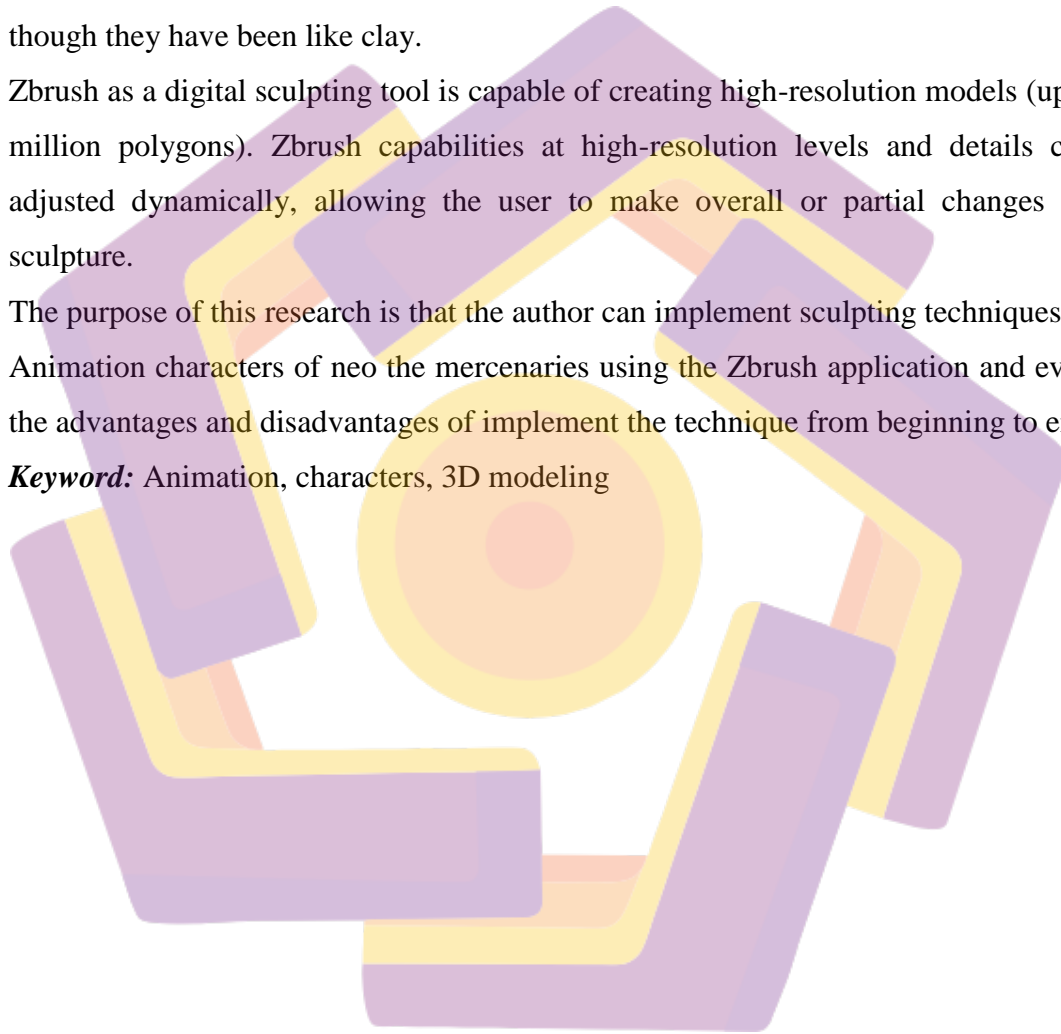 though they have been like clay.
Zbrush as a digital sculpting tool is capable of creating high-resolution models (up
million polygons). Zbrush capabilities at high-resolution levels and details c
adjusted dynamically, allowing the user to make overall or partial changes
sculpture.
The purpose of this research is that the author can implement sculpting techniques
Animation characters of neo the mercenaries using the Zbrush application and ev
the advantages and disadvantages of implement the technique from beginning to e
Keyword: Animation, characters, 3D modeling